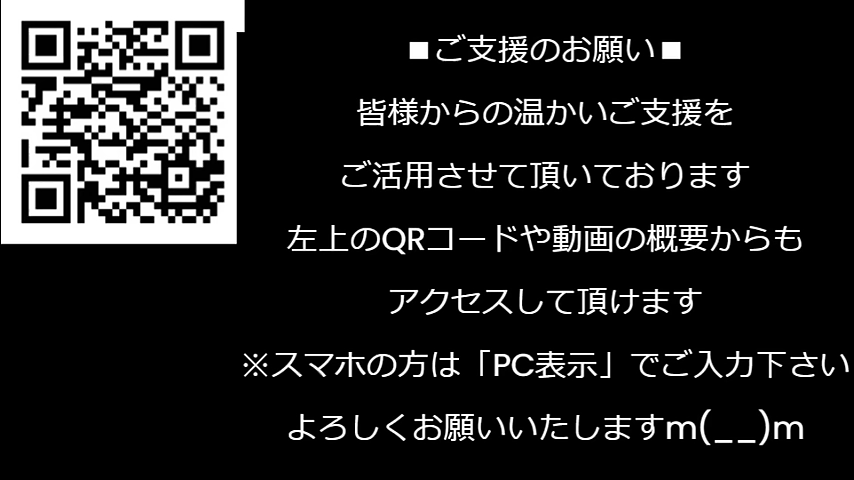 ■ご支援のお願い■
皆様からの温かいご支援を
ご活用させて頂いております
左上のQRコードや動画の概要からも
アクセスして頂けます
※スマホの方は「PC表示」でご入力下さい
よろしくお願いいたしますm(__)m